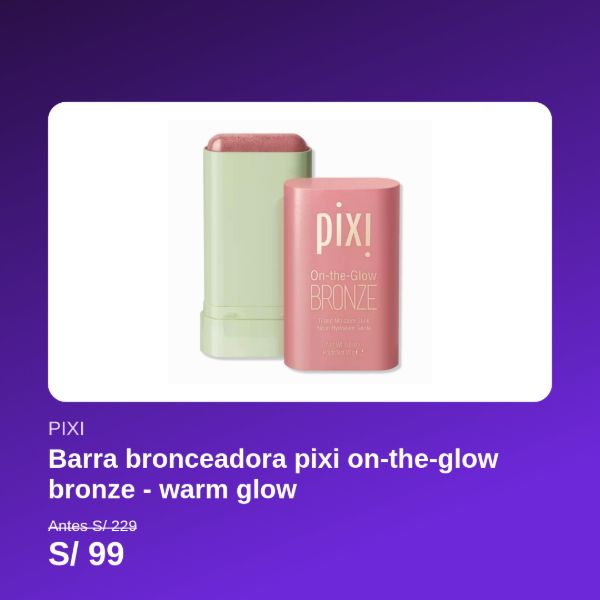 pixi
On-the-Glow
BRONZE
PIXI
Barra bronceadora pixi on-the-glow
bronze - warm glow
Antes S/ 229
S/ 99